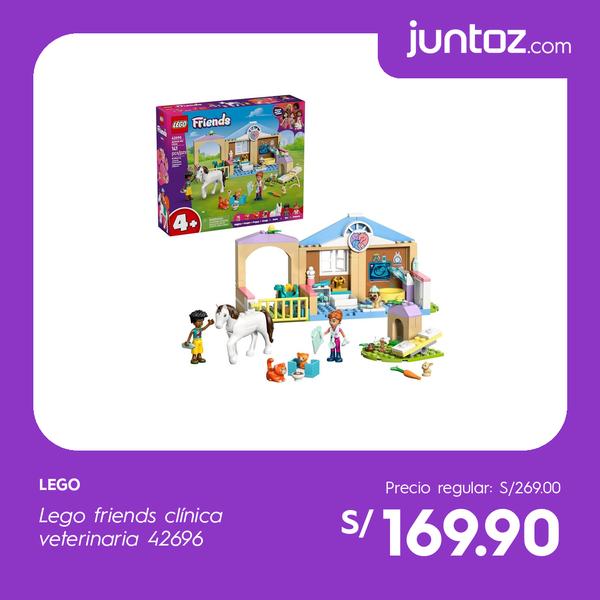 juntoz.com
LEGO
Friends
4+
LEGO
Lego friends clínica
veterinaria 42696
Precio regular: S/269.00
S/ 169.90